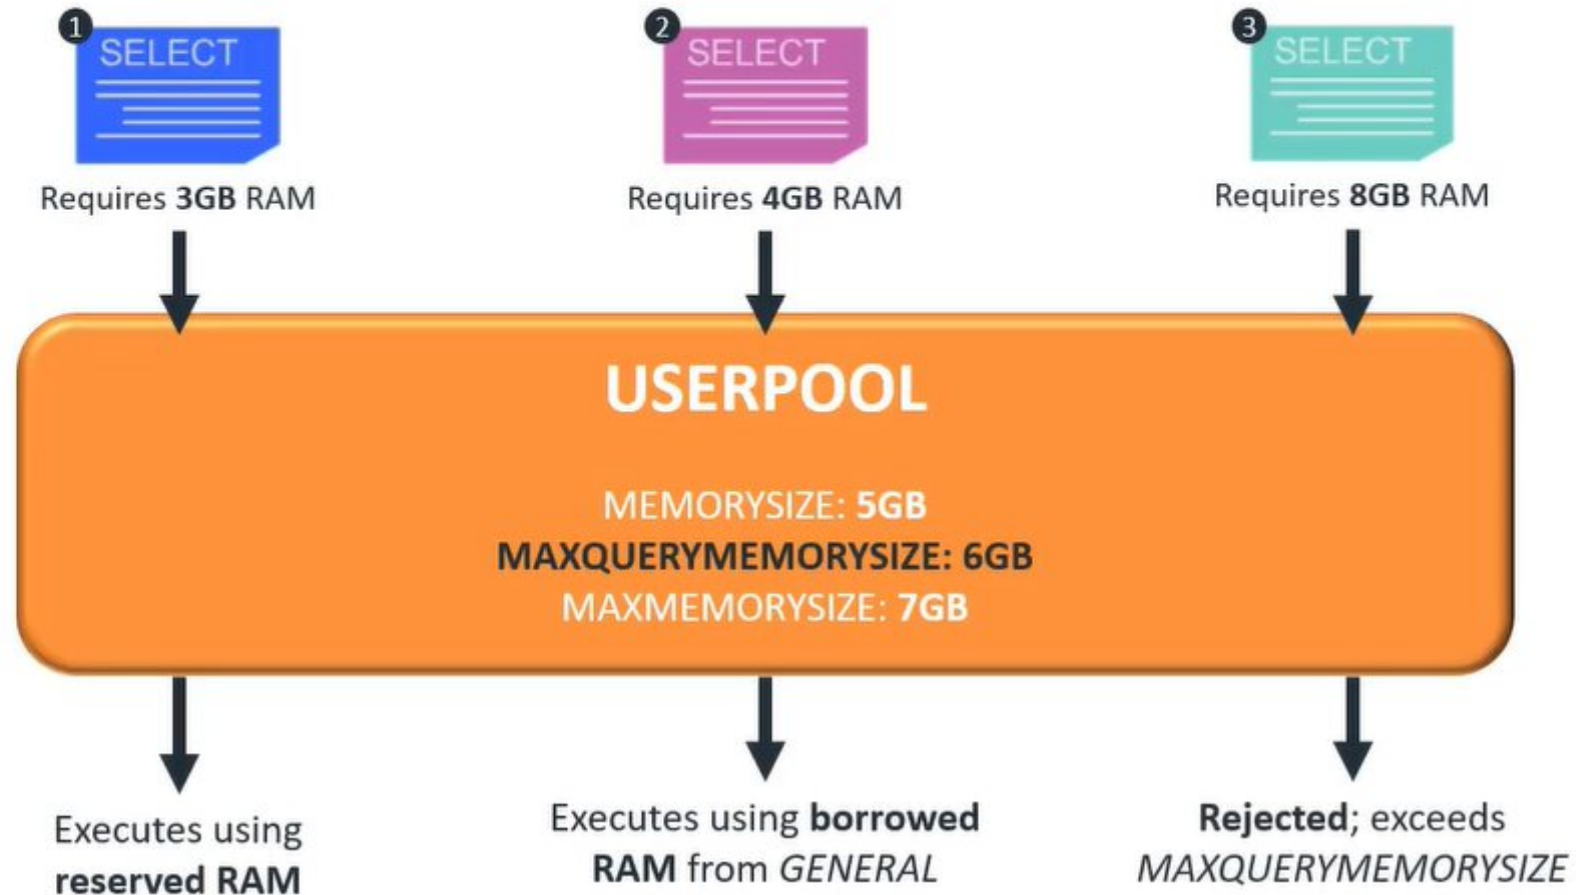 1
SELECT
Requires 3GB RAM
2
SELECT
Requires 4GB RAM
3
SELECT
Requires 8GB RAM
USERPOOL
MEMORYSIZE: 5GB
MAXQUERYMEMORYSIZE: 6GB
MAXMEMORYSIZE: 7GB
Executes using
reserved RAM
Executes using borrowed
RAM from GENERAL
Rejected; exceeds
MAXQUERYMEMORYSIZE